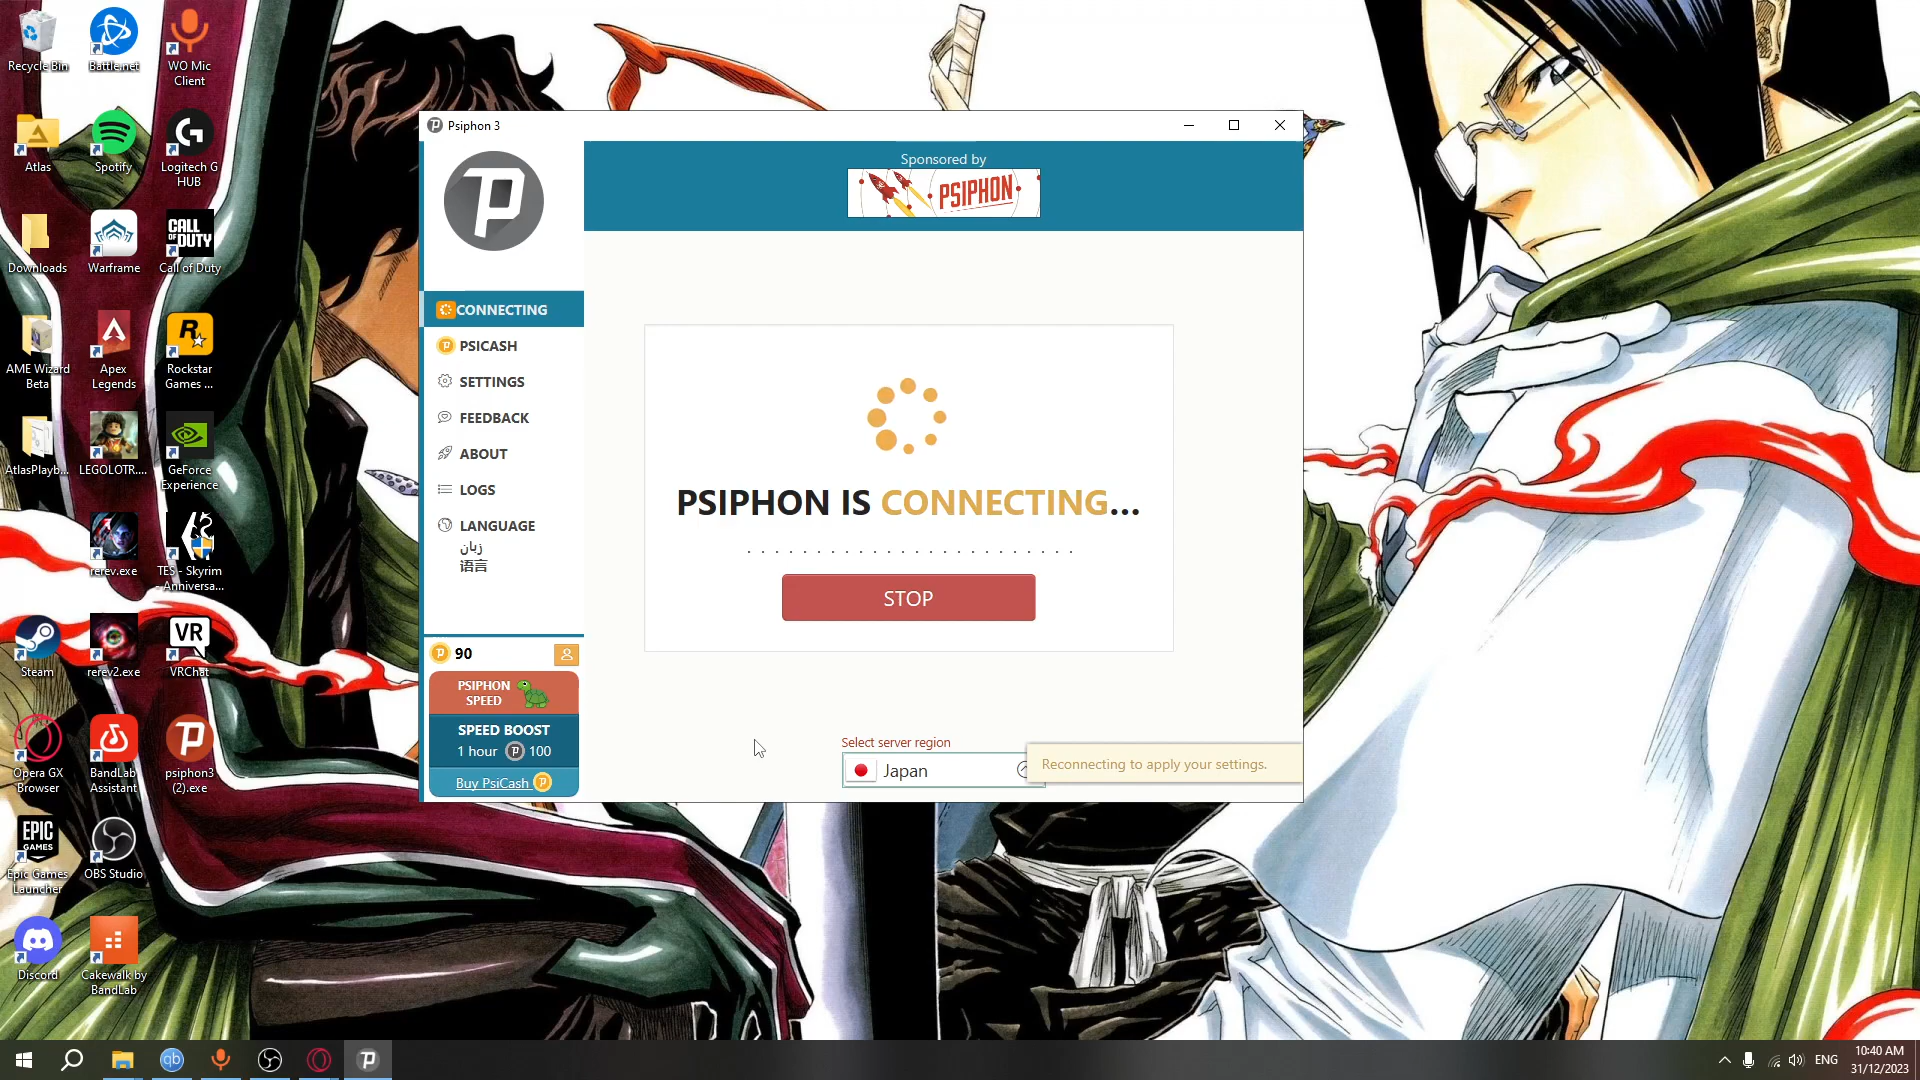 Recycle Bin
Battle.net
WO Mic
Client
Atlas
Spotify
Logitech G
HUB
Downloads
Warframe
CALL OF DUTY
Call of Duty
AME Wizard
Beta
Apex
Legends
Rockstar
Games ...
AtlasPlayb...
LEGOLOTR....
GeForce
Experience
rerev.exe
TES - Skyrim
- Anniversa...
Steam
rerev2.exe
VR
VRChat
Opera GX
Browser
BandLab
Assistant
psiphon3
(2).exe
EPIC
GAMES
Epic Games
Launcher
OBS Studio
Discord
Cakewalk by
BandLab
Psiphon 3
Sponsored by
PSIPHON
CONNECTING
PSICASH
SETTINGS
FEEDBACK
ABOUT
LOGS
LANGUAGE
زبان
语言
90
PSIPHON
SPEED
SPEED BOOST
1 hour P 100
Buy PsiCash
PSIPHON IS CONNECTING...
STOP
Select server region
Japan
Reconnecting to apply your settings.
qb
ENG
10:40 AM
31/12/2023